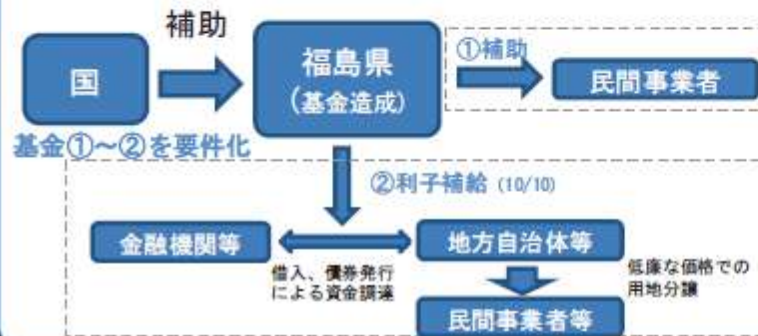 補助
国
福島県
(基金造成)
①補助
民間事業者
基金①～②を要件化
②利子補給 (10/10)
金融機関等
地方自治体等
借入、債券発行
による資金調達
低廉な価格での
用地分譲
民間事業者等